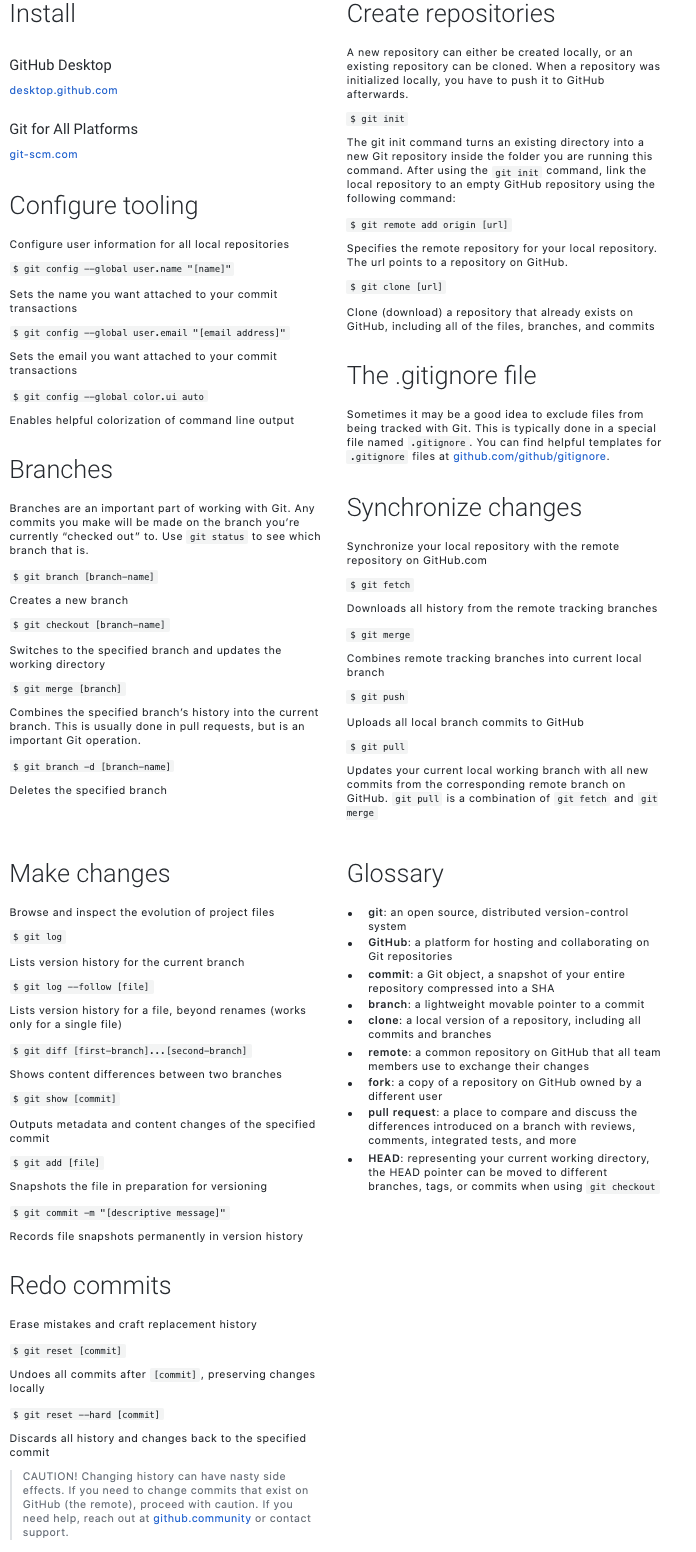 Install
GitHub Desktop
desktop.github.com
Git for All Platforms
git-scm.com
Configure tooling
Configure user information for all local repositories
$ git config --global user.name "[name]"
Sets the name you want attached to your commit
transactions
$ git config --global user.email "[email address]"
Sets the email you want attached to your commit
transactions
$ git config --global color.ui auto
Enables helpful colorization of command line output
Branches
Branches are an important part of working with Git. Any
commits you make will be made on the branch you’re
currently “checked out” to. Use git status to see which
branch that is.
$ git branch [branch-name]
Creates a new branch
$ git checkout [branch-name]
Switches to the specified branch and updates the
working directory
$ git merge [branch]
Combines the specified branch’s history into the current
branch. This is usually done in pull requests, but is an
important Git operation.
$ git branch -d [branch-name]
Deletes the specified branch
Create repositories
A new repository can either be created locally, or an
existing repository can be cloned. When a repository was
initialized locally, you have to push it to GitHub
afterwards.
$ git init
The git init command turns an existing directory into a
new Git repository inside the folder you are running this
command. After using the git init command, link the
local repository to an empty GitHub repository using the
following command:
$ git remote add origin [url]
Specifies the remote repository for your local repository.
The url points to a repository on GitHub.
$ git clone [url]
Clone (download) a repository that already exists on
GitHub, including all of the files, branches, and commits
The .gitignore file
Sometimes it may be a good idea to exclude files from
being tracked with Git. This is typically done in a special
file named .gitignore. You can find helpful templates for
.gitignore files at github.com/github/gitignore.
Synchronize changes
Synchronize your local repository with the remote
repository on GitHub.com
$ git fetch
Downloads all history from the remote tracking branches
$ git merge
Combines remote tracking branches into current local
branch
$ git push
Uploads all local branch commits to GitHub
$ git pull
Updates your current local working branch with all new
commits from the corresponding remote branch on
GitHub. git pull is a combination of git fetch and git
merge
Make changes
Browse and inspect the evolution of project files
$ git log
Lists version history for the current branch
$ git log --follow [file]
Lists version history for a file, beyond renames (works
only for a single file)
$ git diff [first-branch]...[second-branch]
Shows content differences between two branches
$ git show [commit]
Outputs metadata and content changes of the specified
commit
$ git add [file]
Snapshots the file in preparation for versioning
$ git commit -m "[descriptive message]"
Records file snapshots permanently in version history
Redo commits
Erase mistakes and craft replacement history
$ git reset [commit]
Undoes all commits after [commit], preserving changes
locally
$ git reset --hard [commit]
Discards all history and changes back to the specified
commit
CAUTION! Changing history can have nasty side
effects. If you need to change commits that exist on
GitHub (the remote), proceed with caution. If you
need help, reach out at github.community or contact
support.
Glossary
• git: an open source, distributed version-control
system
• GitHub: a platform for hosting and collaborating on
Git repositories
• commit: a Git object, a snapshot of your entire
repository compressed into a SHA
• branch: a lightweight movable pointer to a commit
• clone: a local version of a repository, including all
commits and branches
• remote: a common repository on GitHub that all team
members use to exchange their changes
• fork: a copy of a repository on GitHub owned by a
different user
• pull request: a place to compare and discuss the
differences introduced on a branch with reviews,
comments, integrated tests, and more
• HEAD: representing your current working directory,
the HEAD pointer can be moved to different
branches, tags, or commits when using git checkout